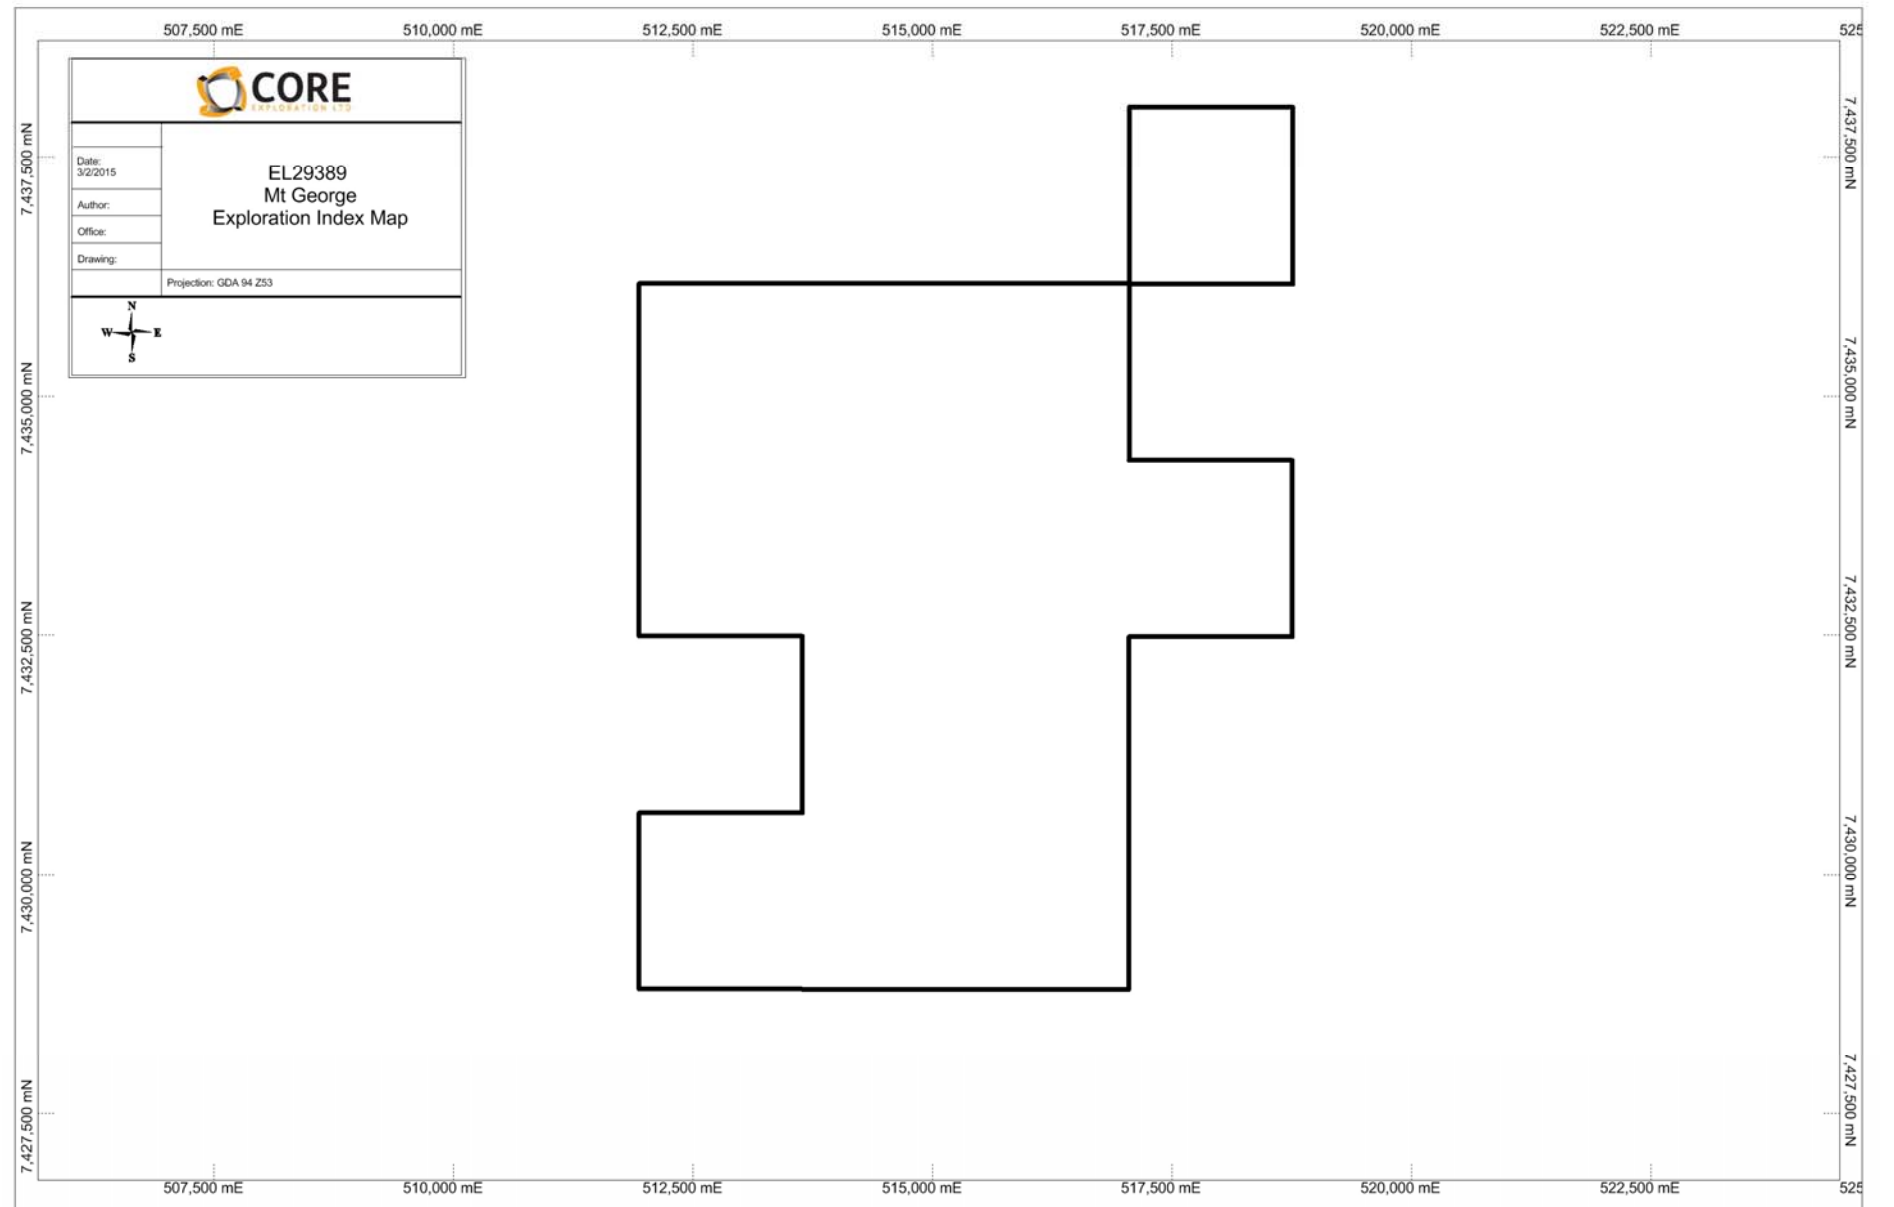 507,500 mE 510,000 mE 512,500 mE 515,000 mE 517,500 mE 520,000 mE 522,500 mE 525
CORE
EXPLORATION LTD
Date:
3/2/2015
Author:
Office:
Drawing:
EL29389
Mt George
Exploration Index Map
Projection: GDA 94 Z53
N
W E
S
7,437,500 mN
7,435,000 mN
7,432,500 mN
7,430,000 mN
7,427,500 mN
7,437,500 mN
7,435,000 mN
7,432,500 mN
7,430,000 mN
7,427,500 mN
507,500 mE 510,000 mE 512,500 mE 515,000 mE 517,500 mE 520,000 mE 522,500 mE 525